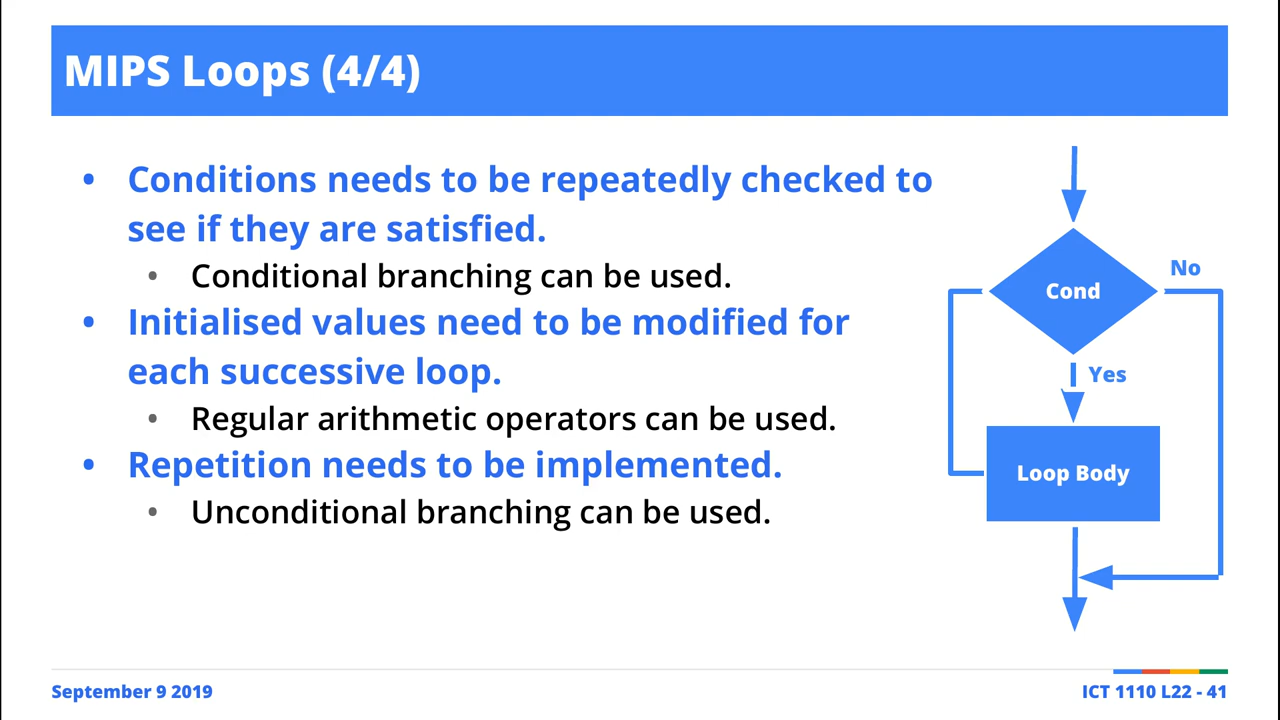 MIPS Loops (4/4)
• Conditions needs to be repeatedly checked to
see if they are satisfied.
• Conditional branching can be used.
• Initialised values need to be modified for
each successive loop.
• Regular arithmetic operators can be used.
• Repetition needs to be implemented.
• Unconditional branching can be used.
No
Cond
Yes
Loop Body
September 9 2019
ICT 1110 L22 - 41